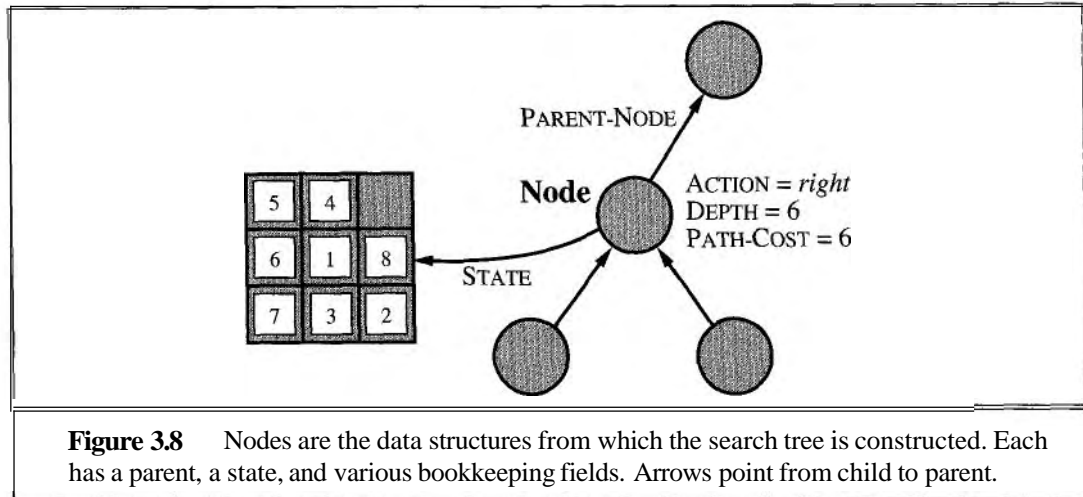 PARENT-NODE
Node
ACTION = right
DEPTH = 6
PATH-COST = 6
STATE
5 4
6 1 8
7 3 2
Figure 3.8 Nodes are the data structures from which the search tree is constructed. Each
has a parent, a state, and various bookkeeping fields. Arrows point from child to parent.